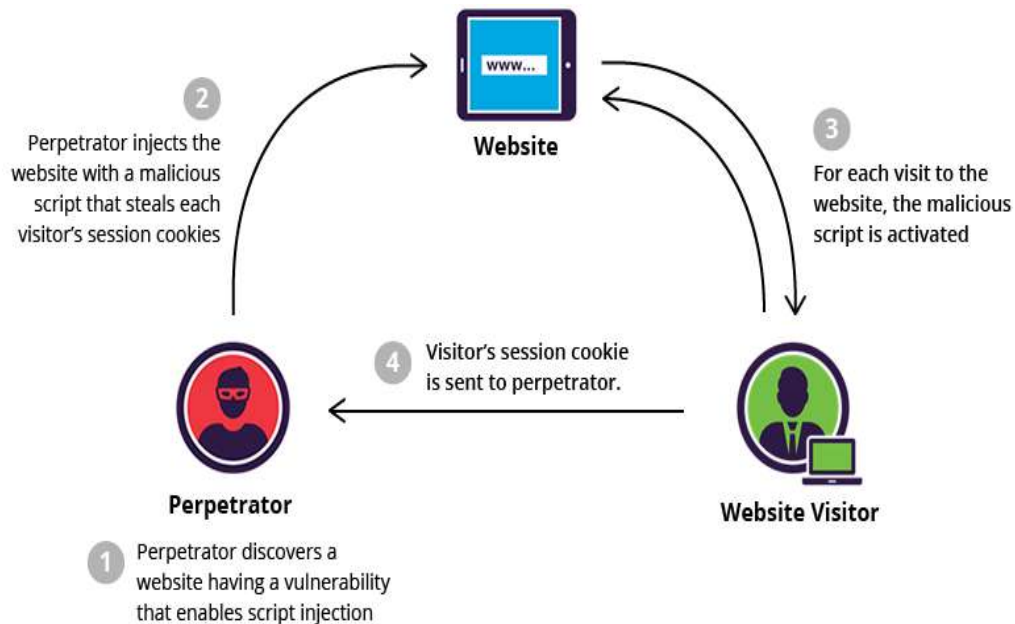 www...
Website
2
Perpetrator injects the
website with a malicious
script that steals each
visitor's session cookies
3
For each visit to the
website, the malicious
script is activated
4
Visitor's session cookie
is sent to perpetrator.
Perpetrator
Website Visitor
1
Perpetrator discovers a
website having a vulnerability
that enables script injection